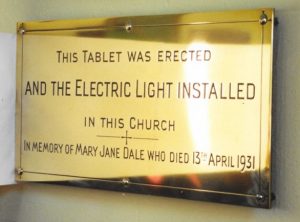 THIS TABLET WAS ERECTED
AND THE ELECTRIC LIGHT INSTALLED
IN THIS CHURCH
IN MEMORY OF MARY JANE DALE WHO DIED 13TH APRIL 1931